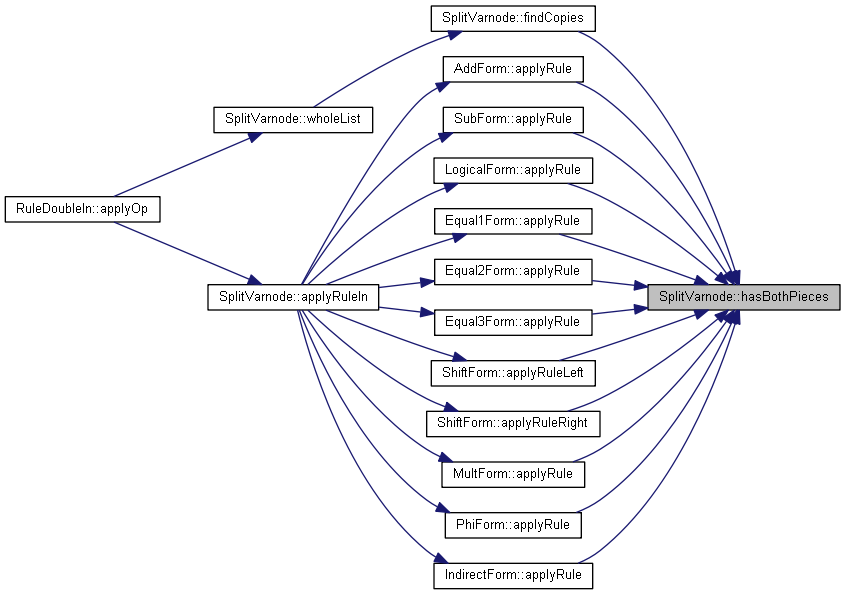 SplitVarnode::findCopies
AddForm::applyRule
SubForm::applyRule
SplitVarnode::wholeList
LogicalForm::applyRule
RuleDoubleIn::applyOp
Equal1Form::applyRule
Equal2Form::applyRule
SplitVarnode::applyRuleIn
SplitVarnode::hasBothPieces
Equal3Form::applyRule
ShiftForm::applyRuleLeft
ShiftForm::applyRuleRight
MultForm::applyRule
PhiForm::applyRule
IndirectForm::applyRule